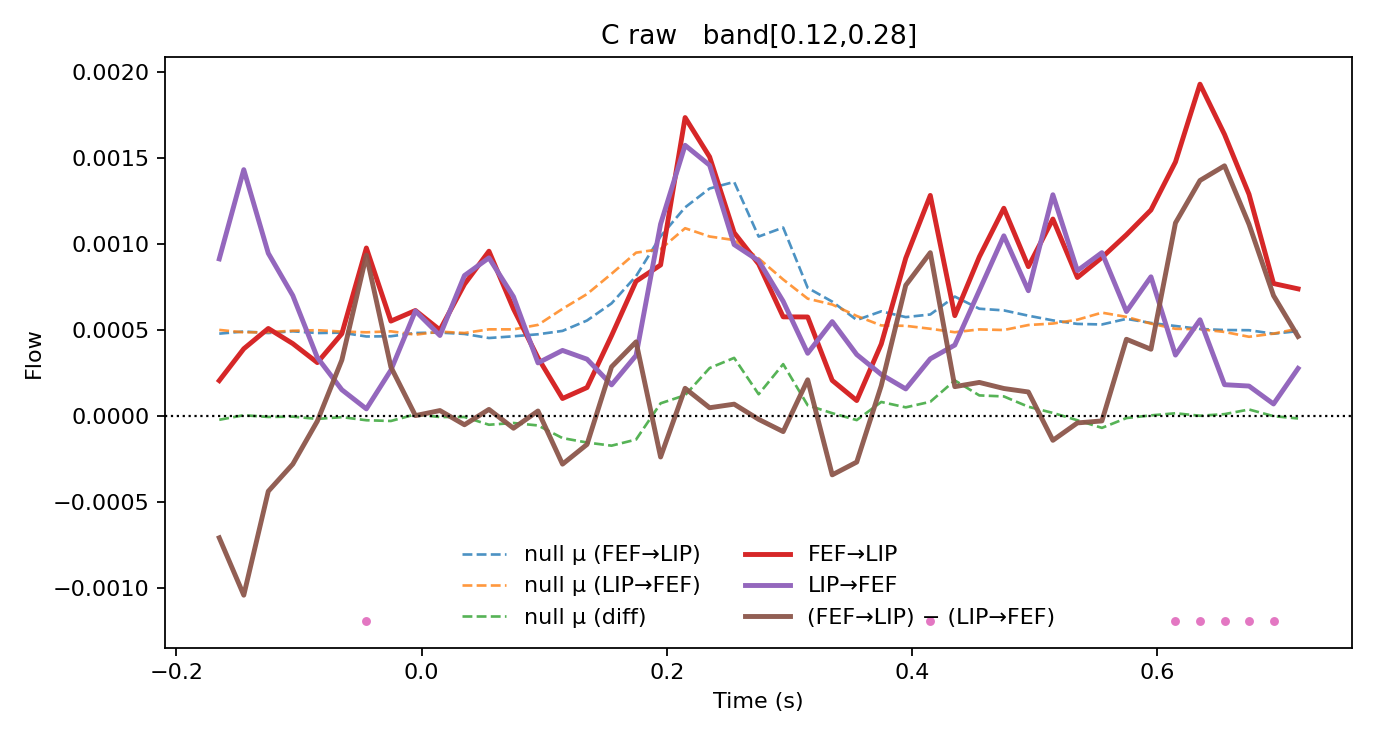 C raw   band[0.12,0.28]
0.0020
0.0015
0.0010
0.0005
0.0000
−0.0005
−0.0010
Flow
null μ (FEF→LIP)
null μ (LIP→FEF)
null μ (diff)
FEF→LIP
LIP→FEF
(FEF→LIP) − (LIP→FEF)
−0.2 0.0 0.2 0.4 0.6
Time (s)